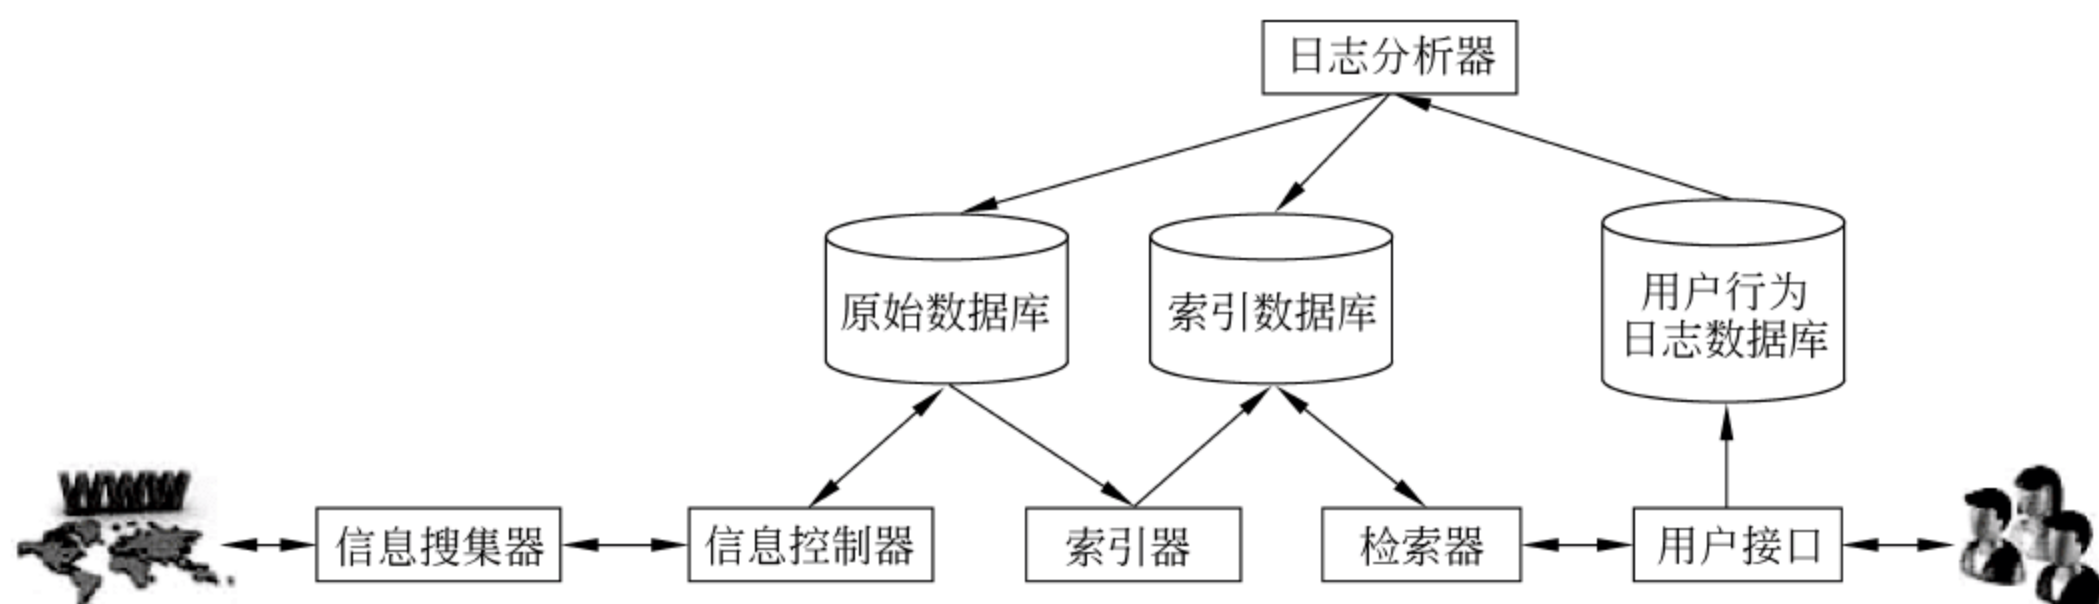 日志分析器
原始数据库
索引数据库
用户行为
日志数据库
WWW
信息搜集器
信息控制器
索引器
检索器
用户接口